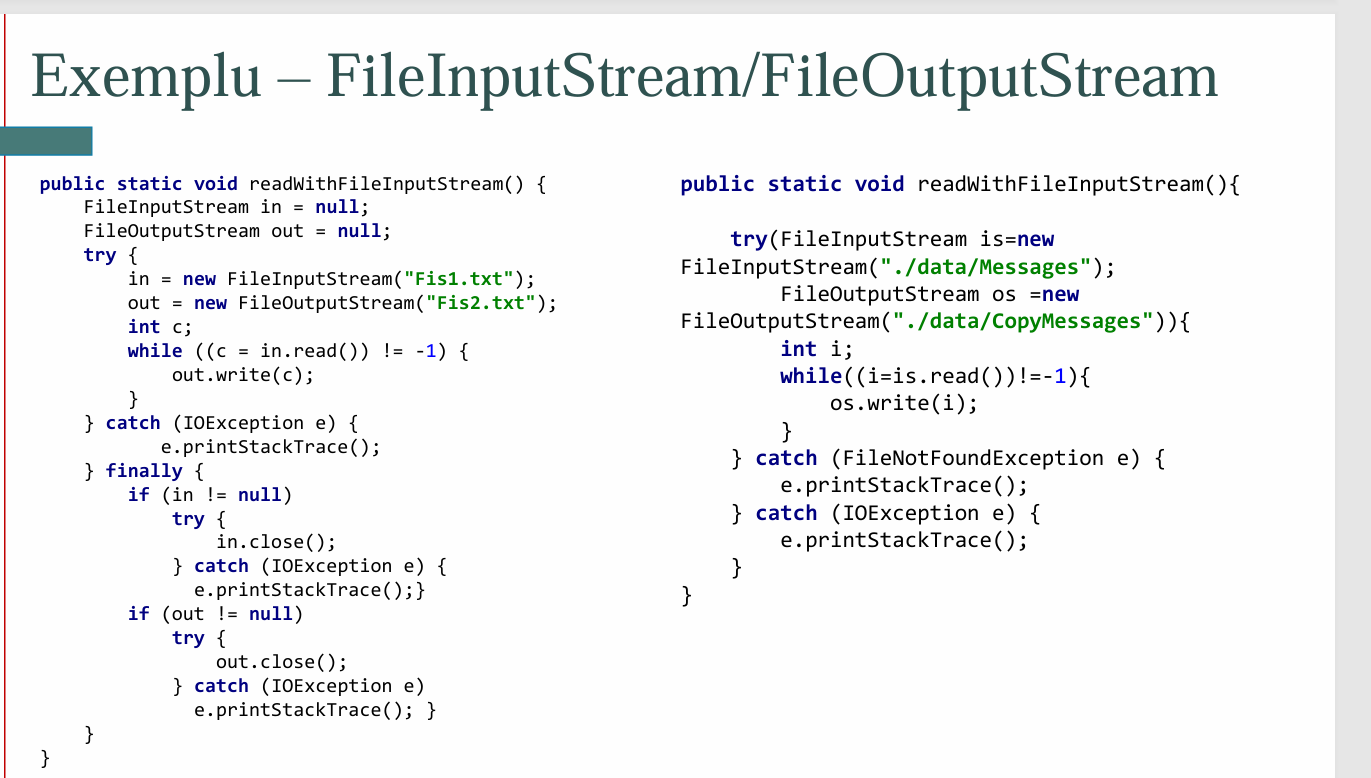 Exemplu – FileInputStream/FileOutputStream
public static void readWithFileInputStream() {
    FileInputStream in = null;
    FileOutputStream out = null;
    try {
        in = new FileInputStream("Fis1.txt");
        out = new FileOutputStream("Fis2.txt");
        int c;
        while ((c = in.read()) != -1) {
            out.write(c);
        }
    } catch (IOException e) {
           e.printStackTrace();
    } finally {
        if (in != null)
            try {
                in.close();
            } catch (IOException e) {
              e.printStackTrace();}
        if (out != null)
            try {
                out.close();
            } catch (IOException e)
              e.printStackTrace(); }
    }
}
public static void readWithFileInputStream(){
    try(FileInputStream is=new
FileInputStream("./data/Messages");
        FileOutputStream os =new
FileOutputStream("./data/CopyMessages")){
        int i;
        while((i=is.read())!=-1){
            os.write(i);
        }
    } catch (FileNotFoundException e) {
        e.printStackTrace();
    } catch (IOException e) {
        e.printStackTrace();
    }
}